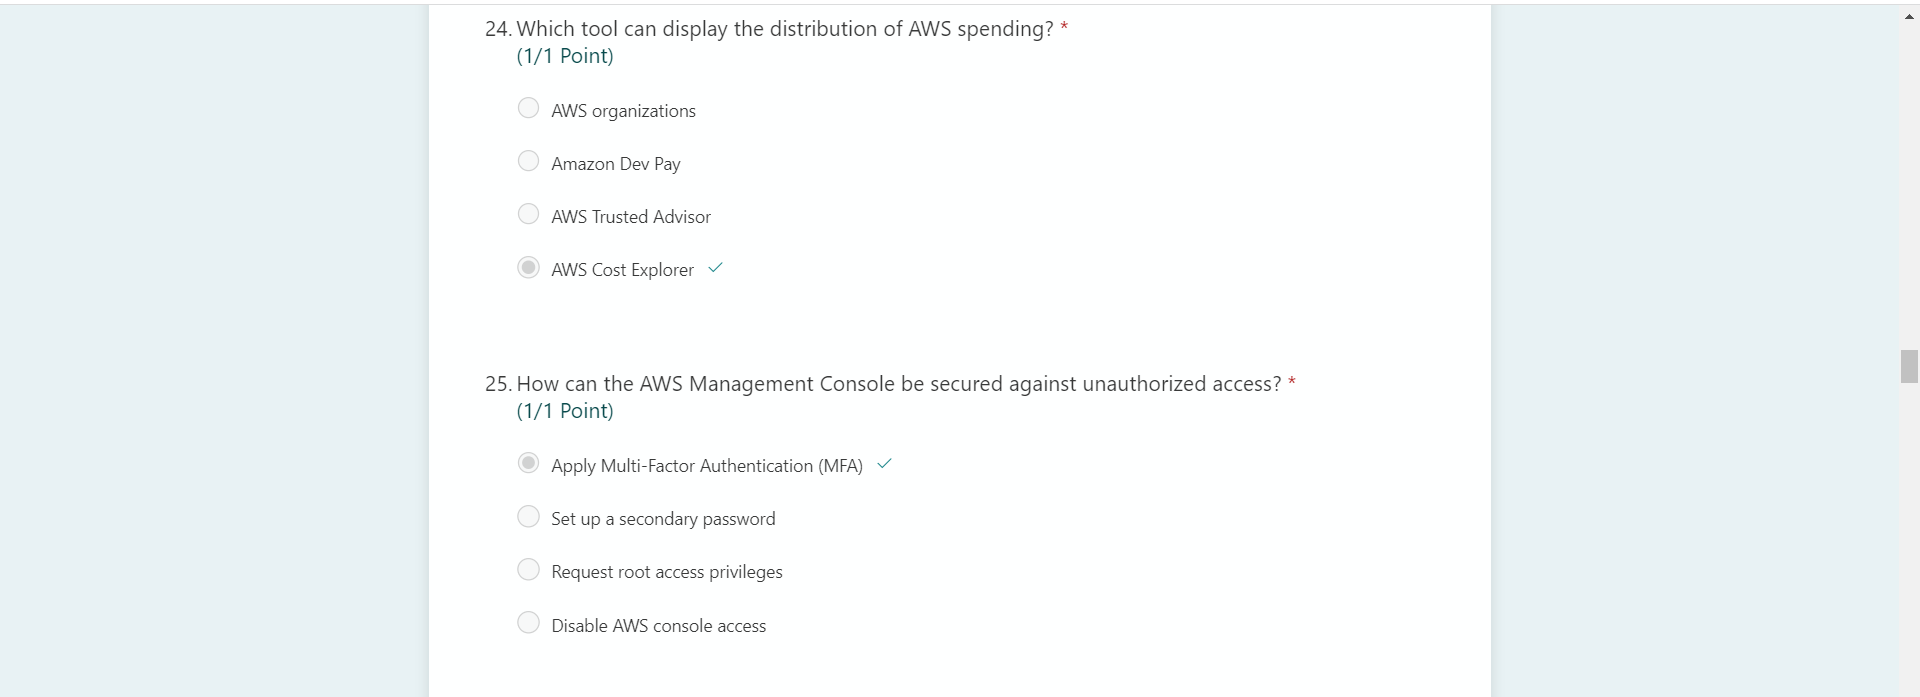 24. Which tool can display the distribution of AWS spending? *
(1/1 Point)
AWS organizations
Amazon Dev Pay
AWS Trusted Advisor
AWS Cost Explorer
25. How can the AWS Management Console be secured against unauthorized access? *
(1/1 Point)
Apply Multi-Factor Authentication (MFA)
Set up a secondary password
Request root access privileges
Disable AWS console access